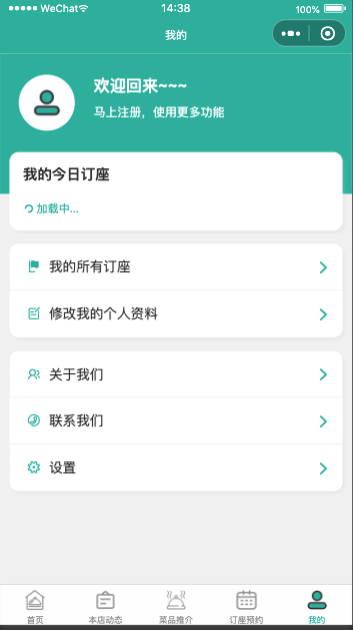 WeChat 14:38 100%
我的
欢迎回来~~~
马上注册，使用更多功能
我的今日订座
加载中...
我的所有订座
修改我的个人资料
关于我们
联系我们
设置
首页 本店动态 菜品推介 订座预约 我的